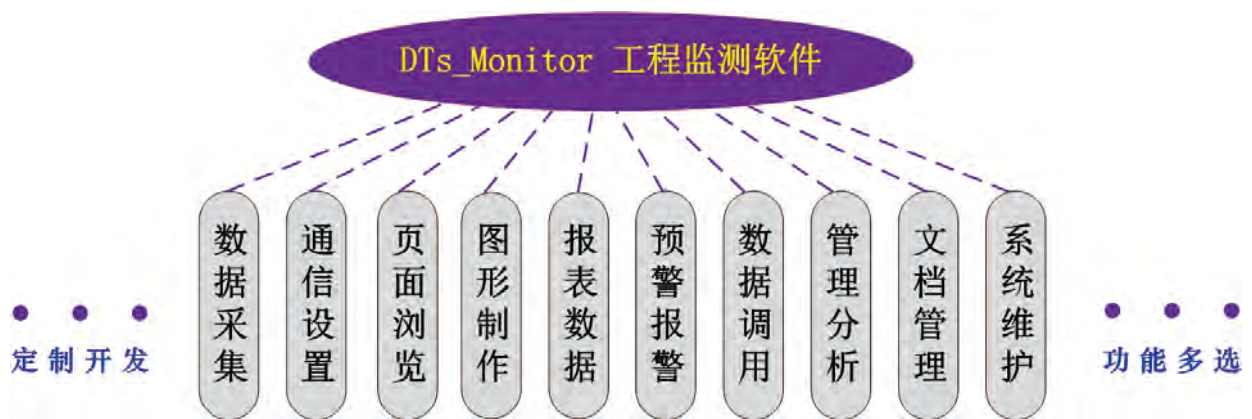 DTs_Monitor 工程监测软件
数据采集
通信设置
页面浏览
图形制作
报表数据
预警报警
数据调用
管理分析
文档管理
系统维护
定制开发
功能多选